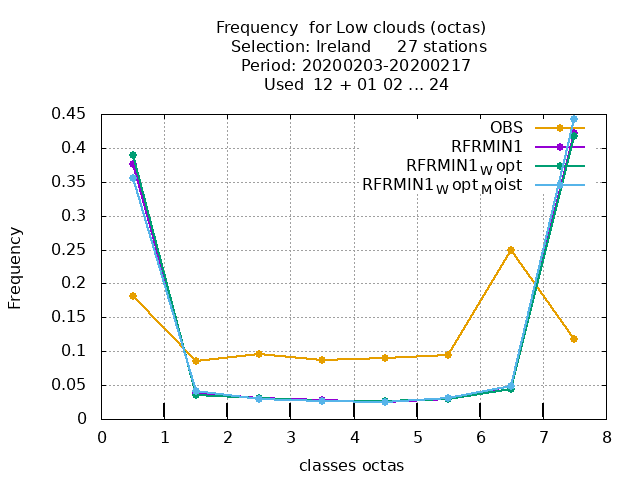 Frequency  for Low clouds (octas)
Selection: Ireland     27 stations
Period: 20200203-20200217
Used  12 + 01 02 ... 24
0.45
0.4
0.35
0.3
0.25
0.2
0.15
0.1
0.05
0
Frequency
OBS
RFRMIN1
RFRMIN1Wopt
RFRMIN1WoptMoist
0 1 2 3 4 5 6 7 8
classes octas